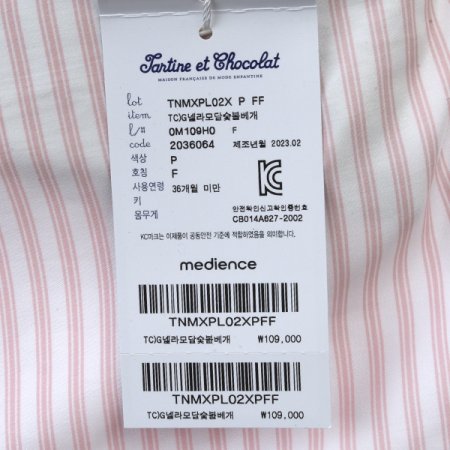 Tartine et Chocolat
MAISON FRANÇAISE DE MODE ENFANTINE
lot TNMXPL02X P FF
item TC)G넬라모달숯볼베개
l/# 0M109H0 F
code 2036064 제조년월 2023.02
색상 P
호칭 F
사용연령 36개월 미만
키
몸무게
안전확인신고확인증번호
CB014A627-2002
KC마크는 이제품이 공동안전 기준에 적합하였음을 의미합니다.
medience
TNMXPL02XPFF
TC)G넬라모달숯볼베개 ₩109,000
TNMXPL02XPFF
TC)G넬라모달숯볼베개 ₩109,000